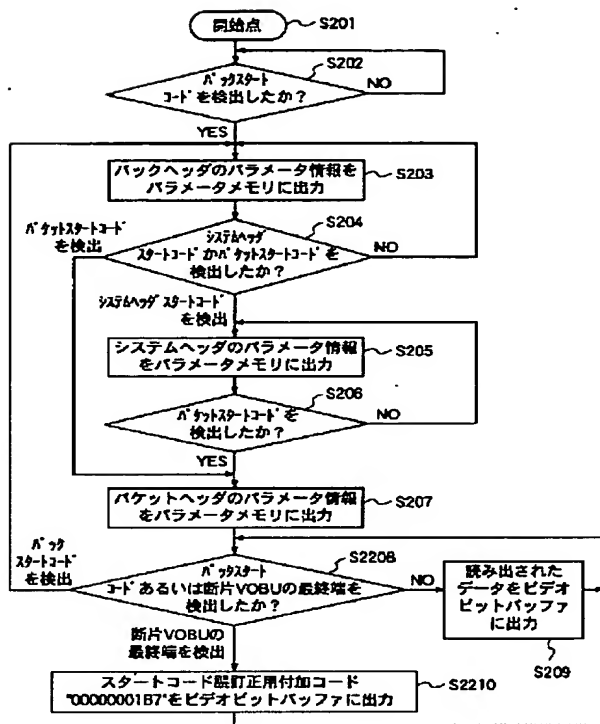 開始点
S201
S202
パックスタート
コードを検出したか？
NO
YES
パックヘッダのパラメータ情報を
パラメータメモリに出力
S203
S204
パケットスタートコード
を検出
システムヘッダ
スタートコードかパケットスタートコードを
検出したか？
NO
システムヘッダスタートコード
を検出
システムヘッダのパラメータ情報
をパラメータメモリに出力
S205
S206
パケットスタートコードを
検出したか？
NO
YES
パケットヘッダのパラメータ情報
をパラメータメモリに出力
S207
パック
スタートコード
を検出
S2208
パックスタート
コードあるいは断片VOBUの最終端を
検出したか？
NO
読み出された
データをビデオ
ビットバッファ
に出力
S209
断片VOBUの
最終端を検出
スタートコード誤訂正用付加コード
"00000001B7"をビデオビットバッファに出力
S2210